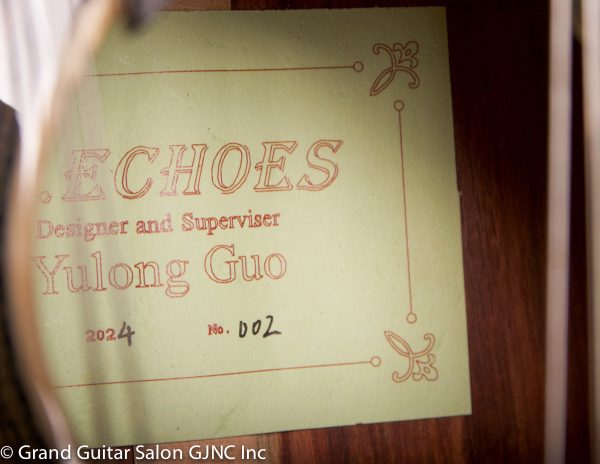 .ECHOES
Designer and Superviser
Yulong Guo
2024 No. 002
© Grand Guitar Salon GJNC Inc